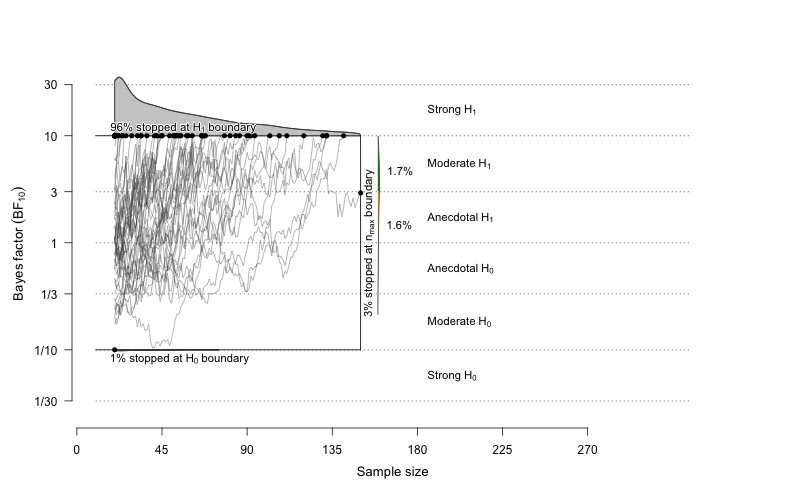 30
Strong H1
96% stopped at H1 boundary
10
1.7%
Moderate H1
3
Anecdotal H1
1.6%
1
Anecdotal H0
3% stopped at nmax boundary
1/3
Moderate H0
1/10
1% stopped at H0 boundary
Strong H0
1/30
Bayes factor (BF10)
0 45 90 135 180 225 270
Sample size